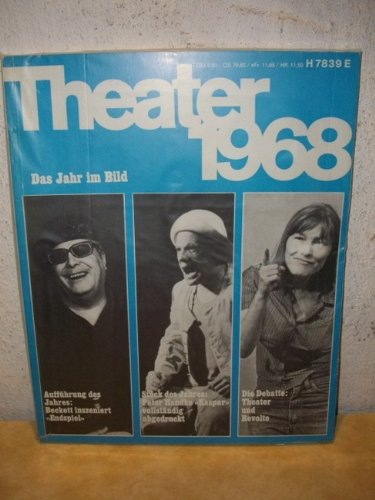 H 7839 E
Theater
1968
Das Jahr im Bild
Aufführung des
Jahres:
Beckett inszeniert
«Endspiel»
Stück des Jahres:
Peter Handke «Kaspar»
vollständig
abgedruckt
Die Debatte:
Theater
und
Revolte